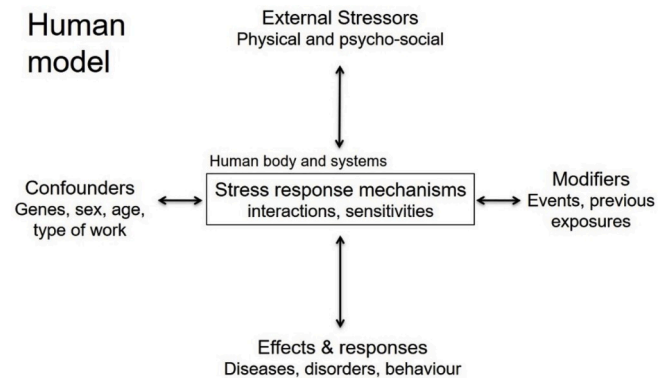 Human
model
External Stressors
Physical and psycho-social
Human body and systems
Stress response mechanisms
interactions, sensitivities
Confounders
Genes, sex, age,
type of work
Modifiers
Events, previous
exposures
Effects & responses
Diseases, disorders, behaviour